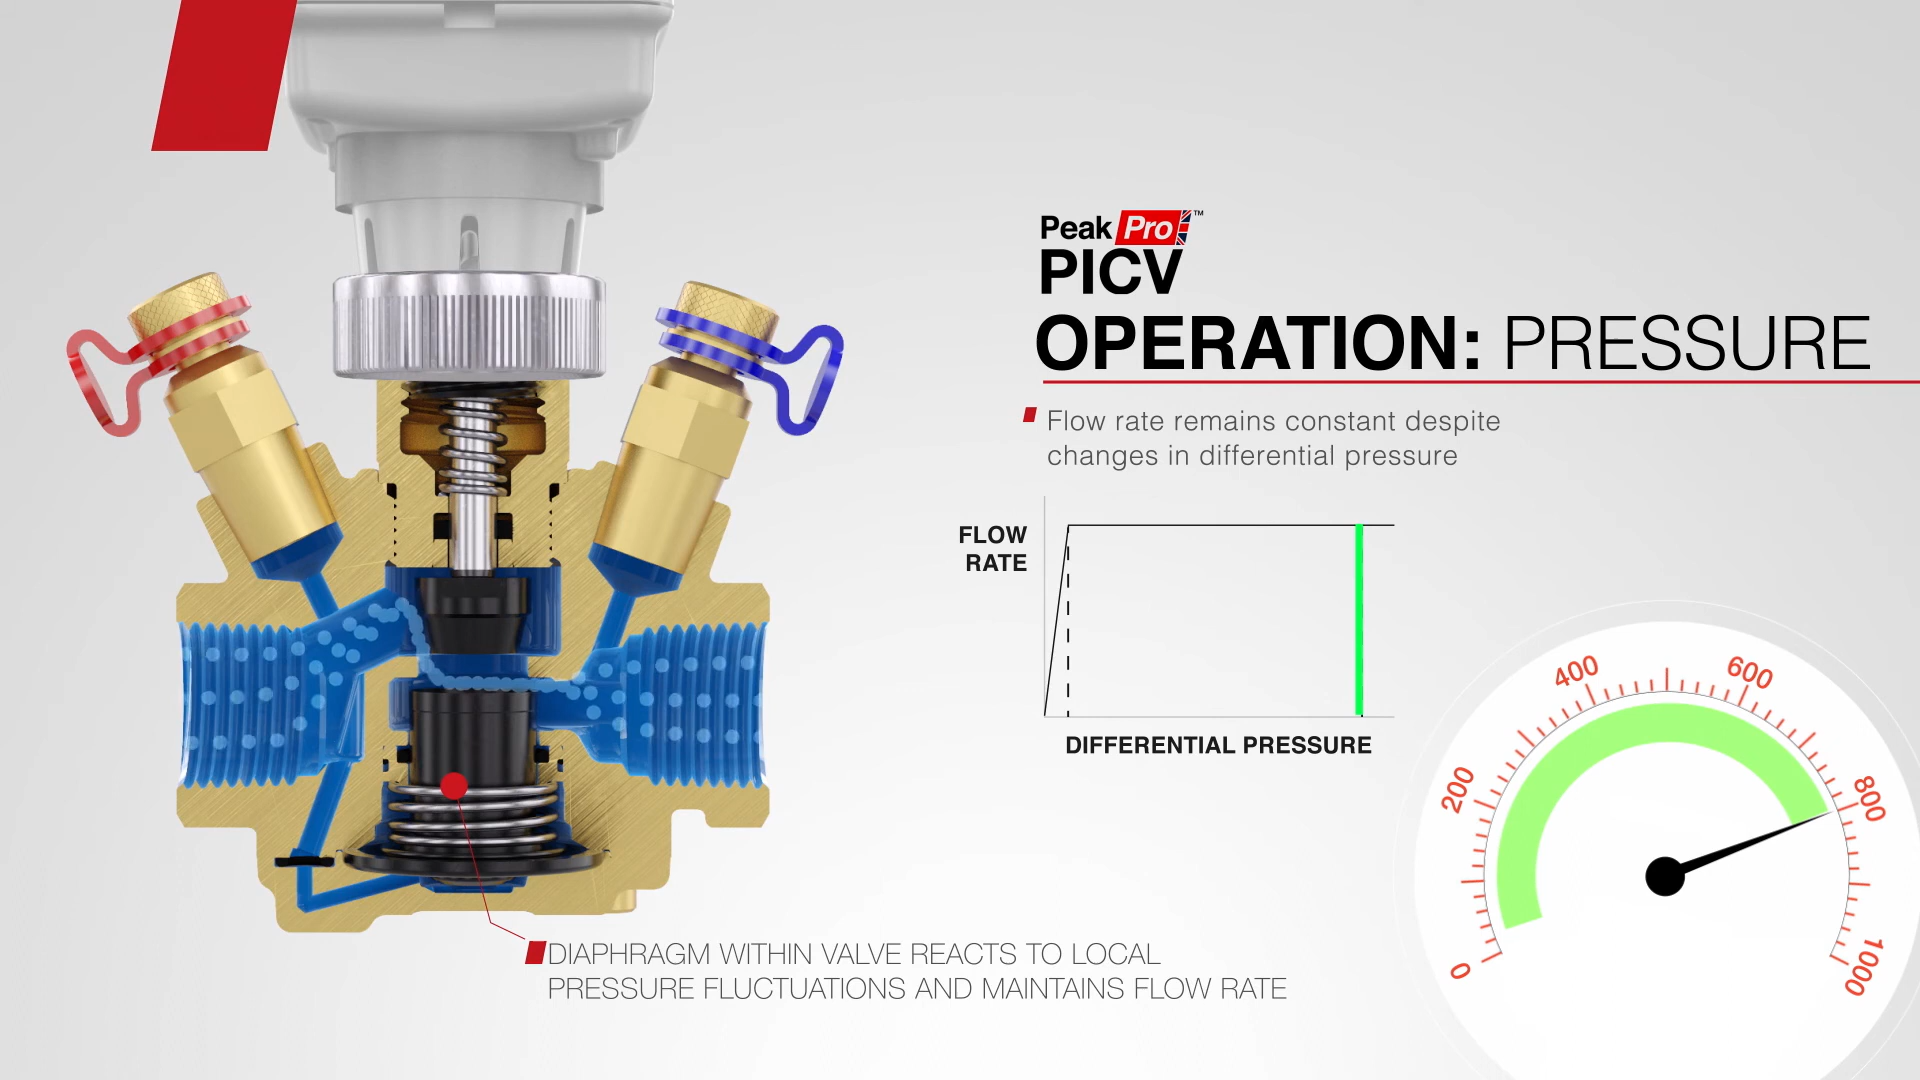 Peak Pro™
PICV
OPERATION: PRESSURE
Flow rate remains constant despite
changes in differential pressure
FLOW
RATE
DIFFERENTIAL PRESSURE
0
200
400
600
800
1000
DIAPHRAGM WITHIN VALVE REACTS TO LOCAL
PRESSURE FLUCTUATIONS AND MAINTAINS FLOW RATE